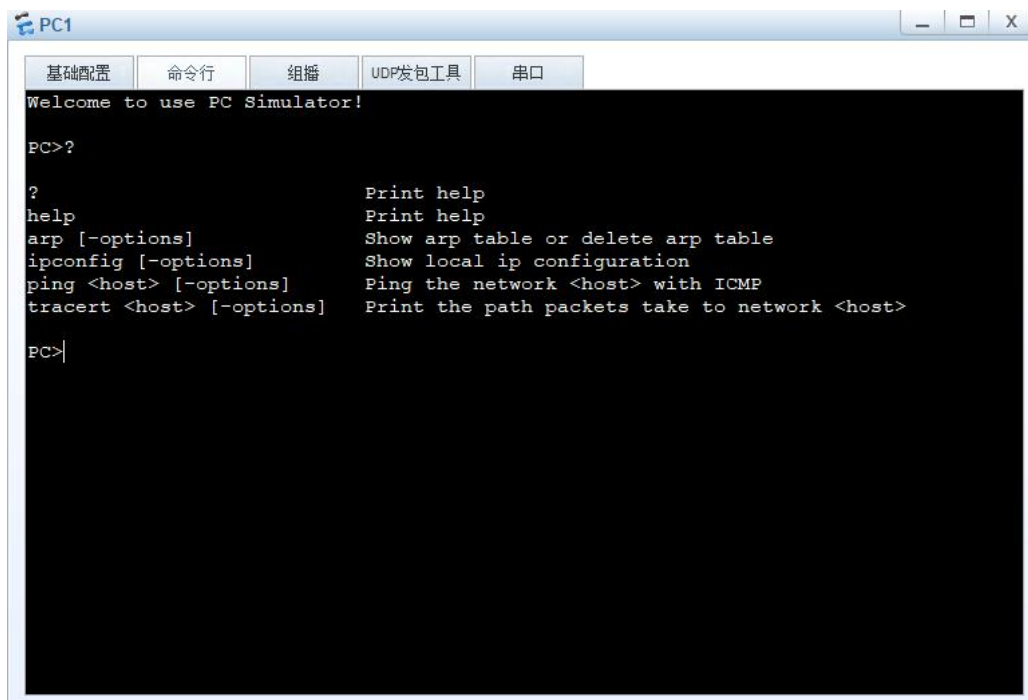 PC1
基础配置 命令行 组播 UDP发包工具 串口
Welcome to use PC Simulator!
PC>?
? Print help
help Print help
arp [-options] Show arp table or delete arp table
ipconfig [-options] Show local ip configuration
ping <host> [-options] Ping the network <host> with ICMP
tracert <host> [-options] Print the path packets take to network <host>
PC>